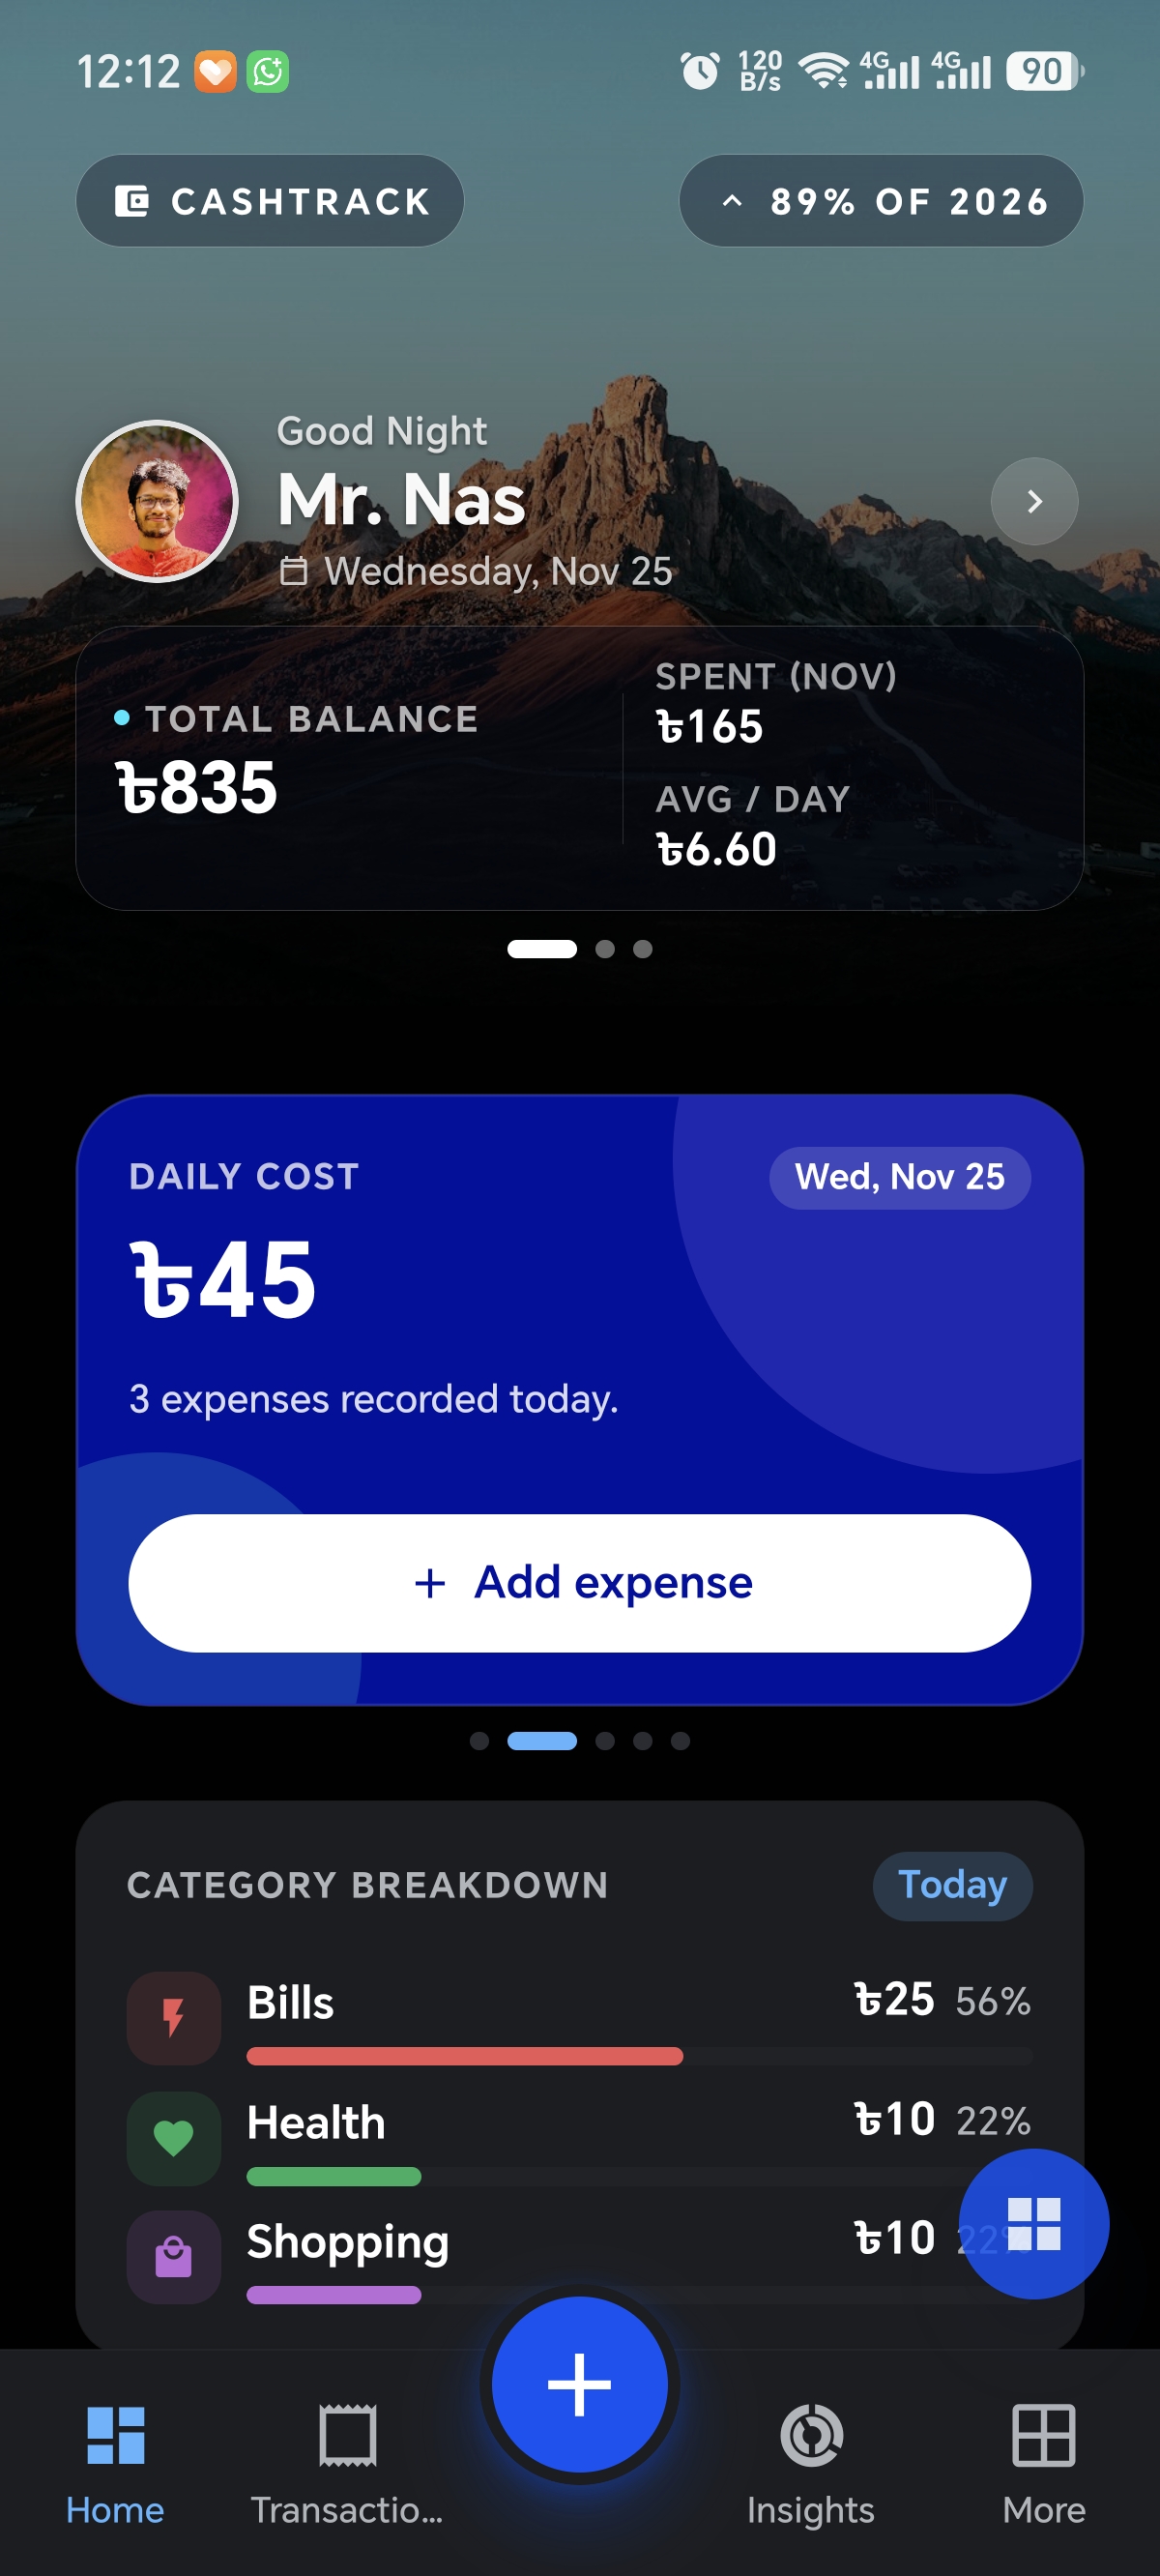 12:12
120 B/s 4G 4G 90
CASHTRACK
89% OF 2026
Good Night
Mr. Nas
Wednesday, Nov 25
TOTAL BALANCE
৳835
SPENT (NOV)
৳165
AVG / DAY
৳6.60
DAILY COST
Wed, Nov 25
৳45
3 expenses recorded today.
+ Add expense
CATEGORY BREAKDOWN
Today
Bills ৳25 56%
Health ৳10 22%
Shopping ৳10 22%
Home
Transactio...
Insights
More